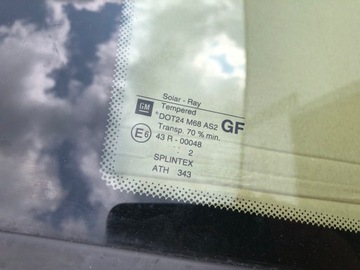 Solar - Ray
GM Tempered
DOT24 M68 AS2 GF
Transp. 70 % min.
E6 43 R - 00048
2
SPLINTEX
ATH 343